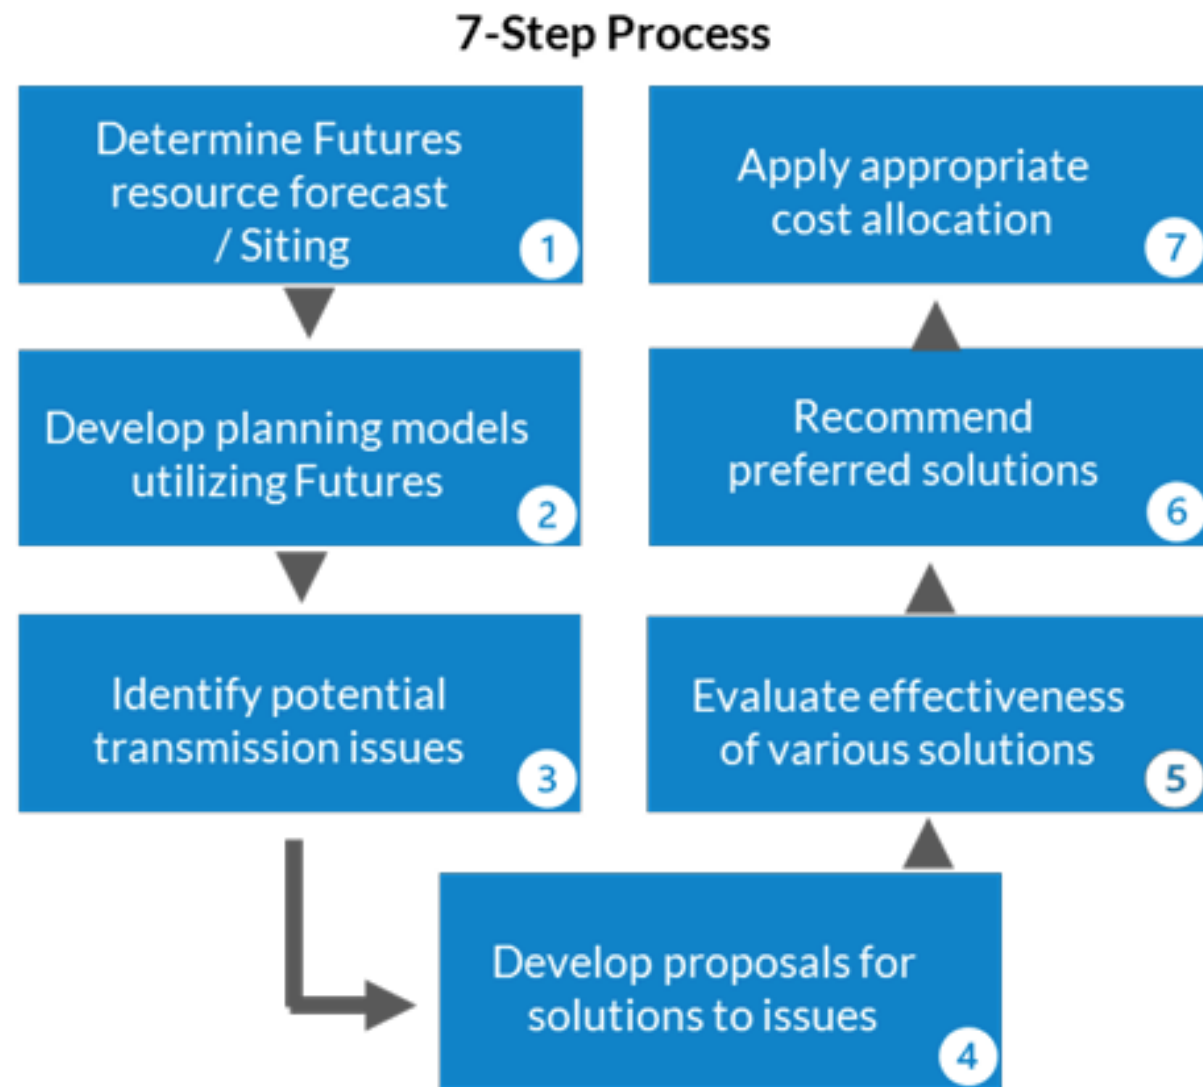 7-Step Process
Determine Futures
resource forecast
/ Siting
1
Develop planning models
utilizing Futures
2
Identify potential
transmission issues
3
Develop proposals for
solutions to issues
4
Evaluate effectiveness
of various solutions
5
Recommend
preferred solutions
6
Apply appropriate
cost allocation
7